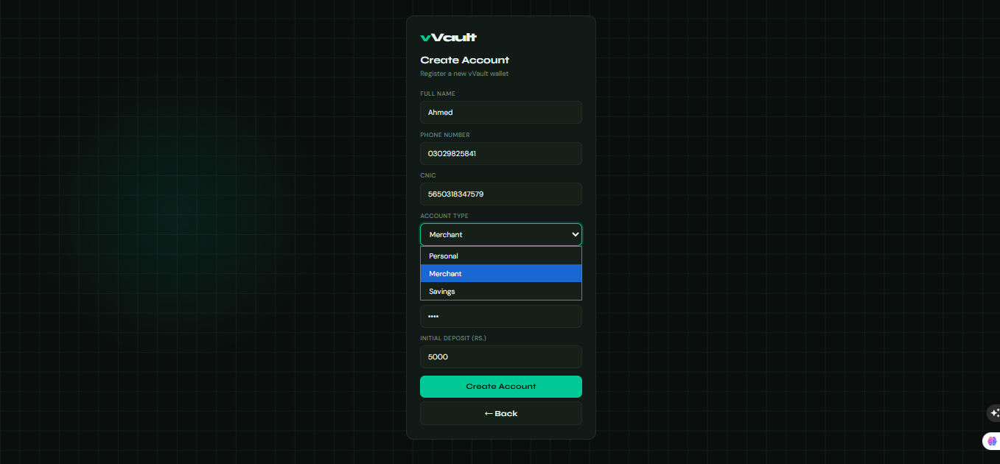 vVault
Create Account
Register a new vVault wallet
FULL NAME
Ahmed
PHONE NUMBER
03029825841
CNIC
5650318347579
ACCOUNT TYPE
Merchant
Personal
Merchant
Savings
••••
INITIAL DEPOSIT (RS.)
5000
Create Account
← Back